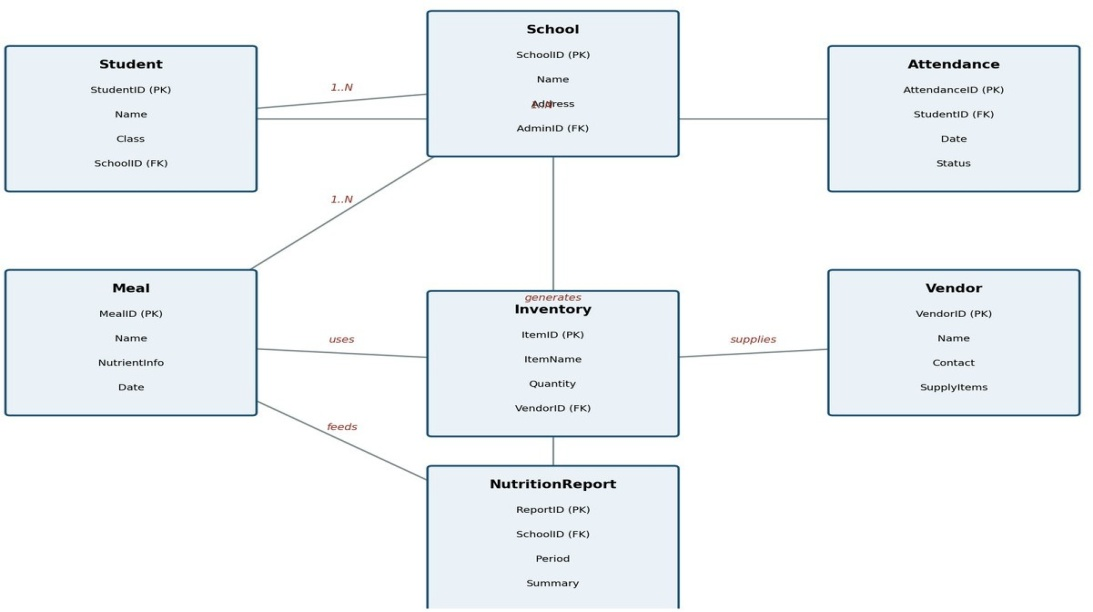 School
SchoolID (PK)
Name
Address
AdminID (FK)
Student
StudentID (PK)
Name
Class
SchoolID (FK)
Attendance
AttendanceID (PK)
StudentID (FK)
Date
Status
1..N
1..N
1..N
Meal
MealID (PK)
Name
NutrientInfo
Date
generates
Inventory
ItemID (PK)
ItemName
Quantity
VendorID (FK)
Vendor
VendorID (PK)
Name
Contact
SupplyItems
uses
supplies
feeds
NutritionReport
ReportID (PK)
SchoolID (FK)
Period
Summary